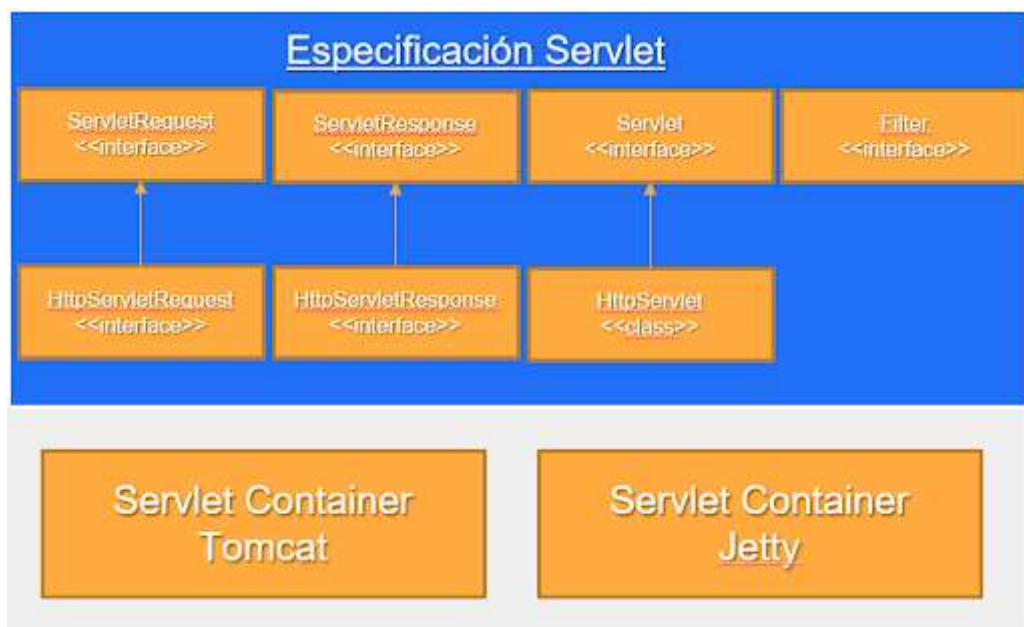 Especificación Servlet
ServletRequest
<<interface>>
ServletResponse
<<interface>>
Servlet
<<interface>>
Filter
<<interface>>
HttpServletRequest
<<interface>>
HttpServletResponse
<<interface>>
HttpServlet
<<class>>
Servlet Container
Tomcat
Servlet Container
Jetty